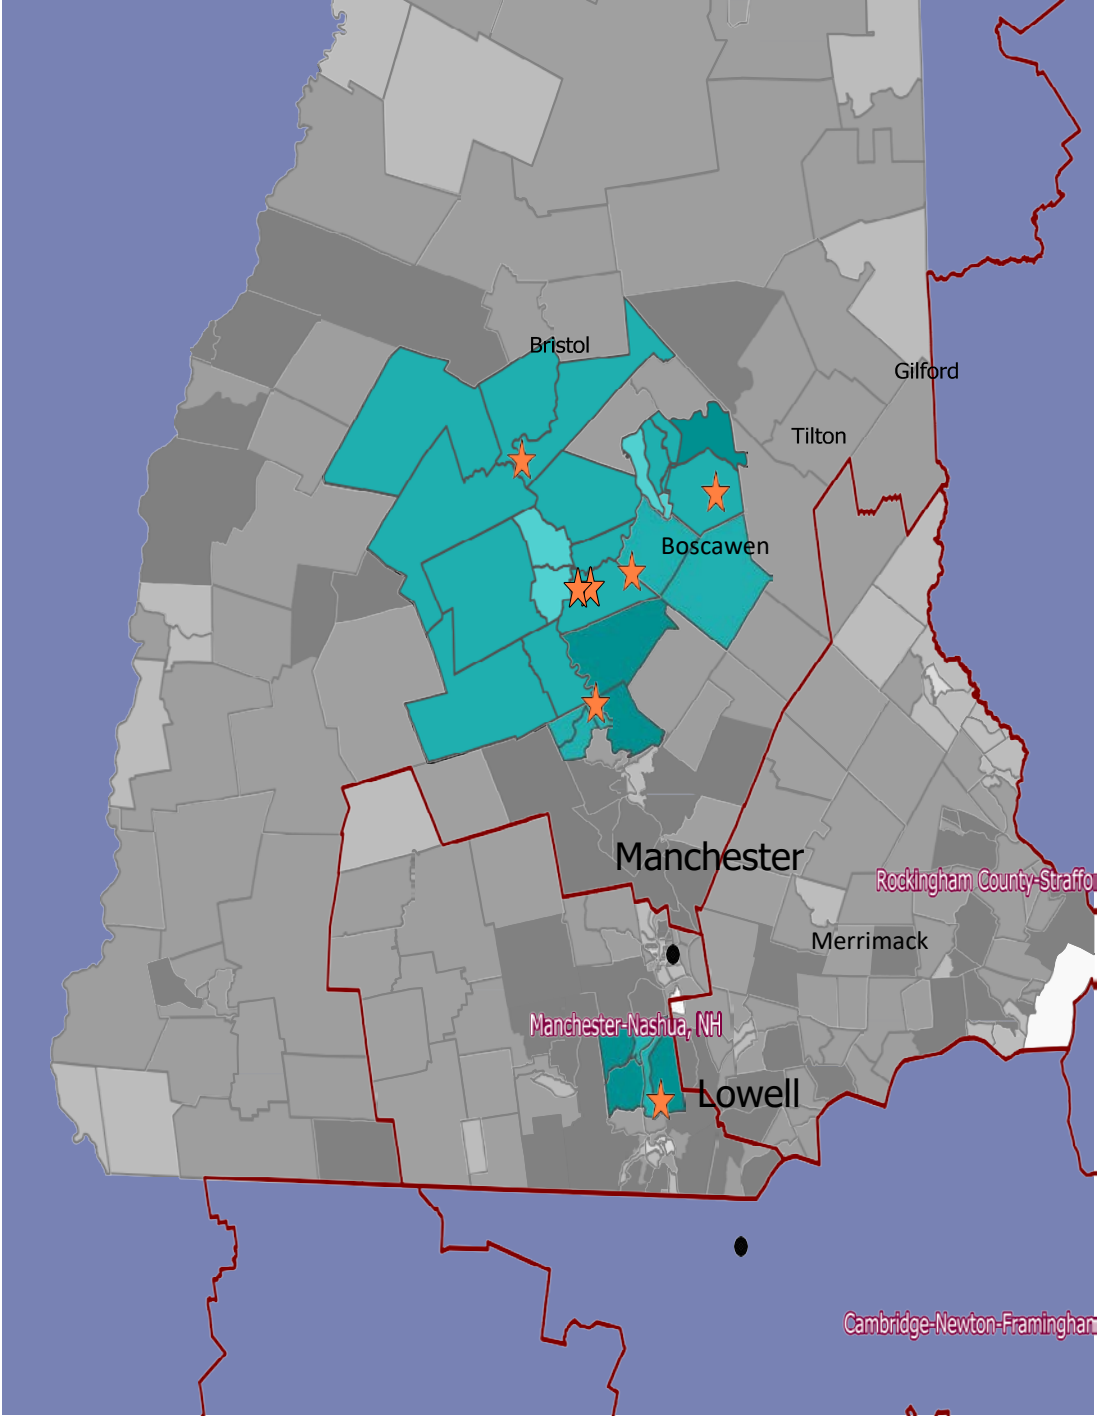 Bristol
Gilford
Tilton
Boscawen
Manchester
Rockingham County-Straffo
Merrimack
Manchester-Nashua, NH
Lowell
Cambridge-Newton-Framingham